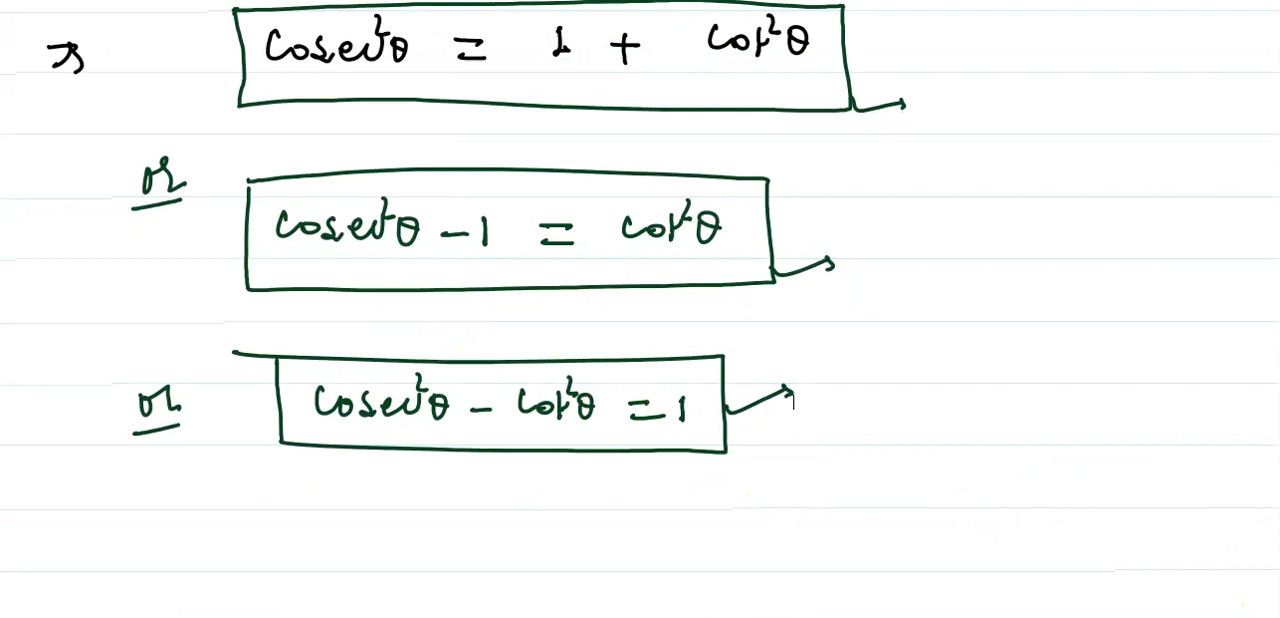 ⇒ cosec²θ = 1 + cot²θ
or cosec²θ - 1 = cot²θ
or cosec²θ - cot²θ = 1